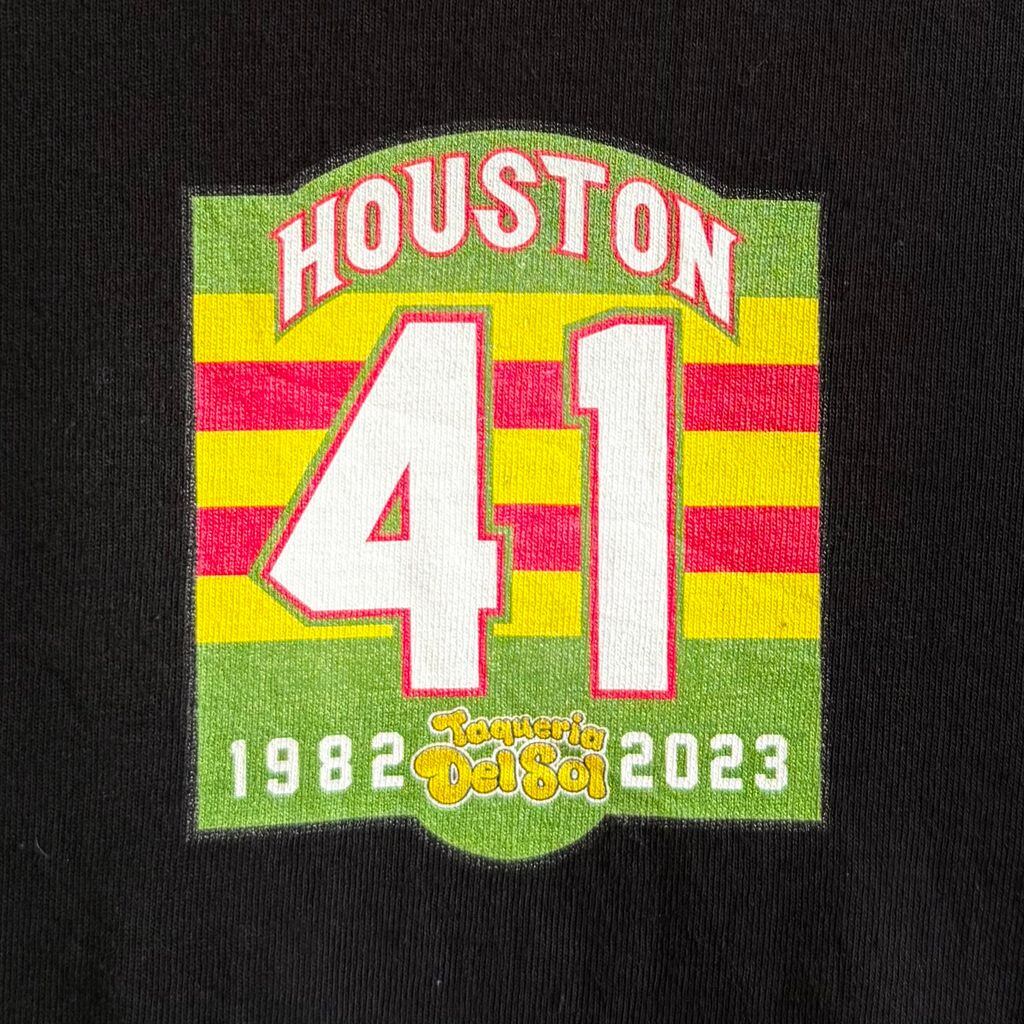 HOUSTON
41
1982 Taqueria Del Sol 2023